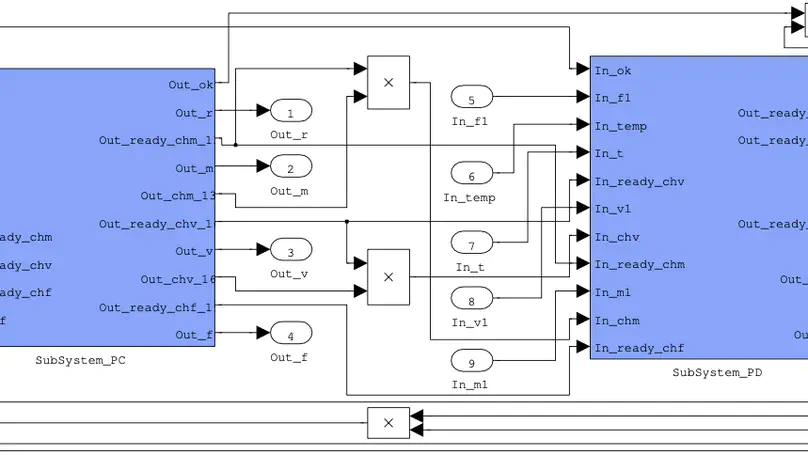 Out_ok
Out_r
Out_ready_chm_1
Out_m
Out_chm_13
Out_ready_chv_1
Out_v
Out_chv_16
Out_ready_chf_1
Out_f
ady_chm
ady_chv
ady_chf
f
SubSystem_PC
1
Out_r
2
Out_m
3
Out_v
4
Out_f
×
×
×
5
In_f1
6
In_temp
7
In_t
8
In_v1
9
In_m1
In_ok
In_f1
In_temp
In_t
In_ready_chv
In_v1
In_chv
In_ready_chm
In_m1
In_chm
In_ready_chf
Out_ready_
Out_ready_
Out_ready_
Out_
Ou
SubSystem_PD